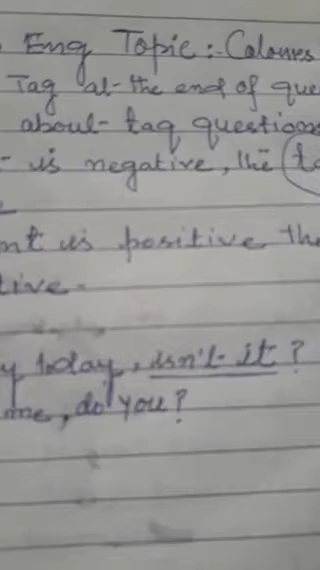 Eng Topic :- Colours
Tag at the end of que
about tag questions
- is negative, the ta
nt is positive the
tive.
y today, isn't it?
me, do you?